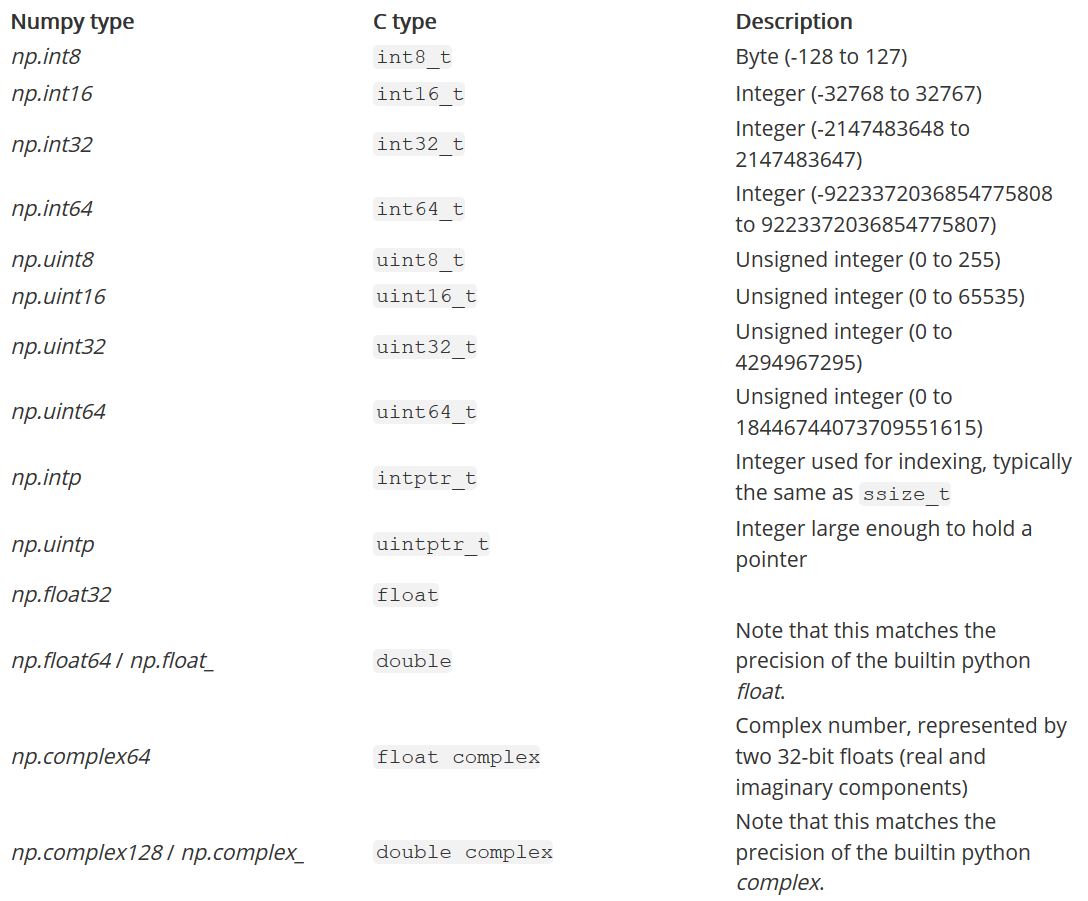 Numpy type C type Description
np.int8 int8_t Byte (-128 to 127)
np.int16 int16_t Integer (-32768 to 32767)
np.int32 int32_t Integer (-2147483648 to
2147483647)
np.int64 int64_t Integer (-9223372036854775808
to 9223372036854775807)
np.uint8 uint8_t Unsigned integer (0 to 255)
np.uint16 uint16_t Unsigned integer (0 to 65535)
np.uint32 uint32_t Unsigned integer (0 to
4294967295)
np.uint64 uint64_t Unsigned integer (0 to
18446744073709551615)
np.intp intptr_t Integer used for indexing, typically
the same as ssize_t
np.uintp uintptr_t Integer large enough to hold a
pointer
np.float32 float
np.float64 / np.float_ double Note that this matches the
precision of the builtin python
float.
np.complex64 float complex Complex number, represented by
two 32-bit floats (real and
imaginary components)
np.complex128 / np.complex_ double complex Note that this matches the
precision of the builtin python
complex.